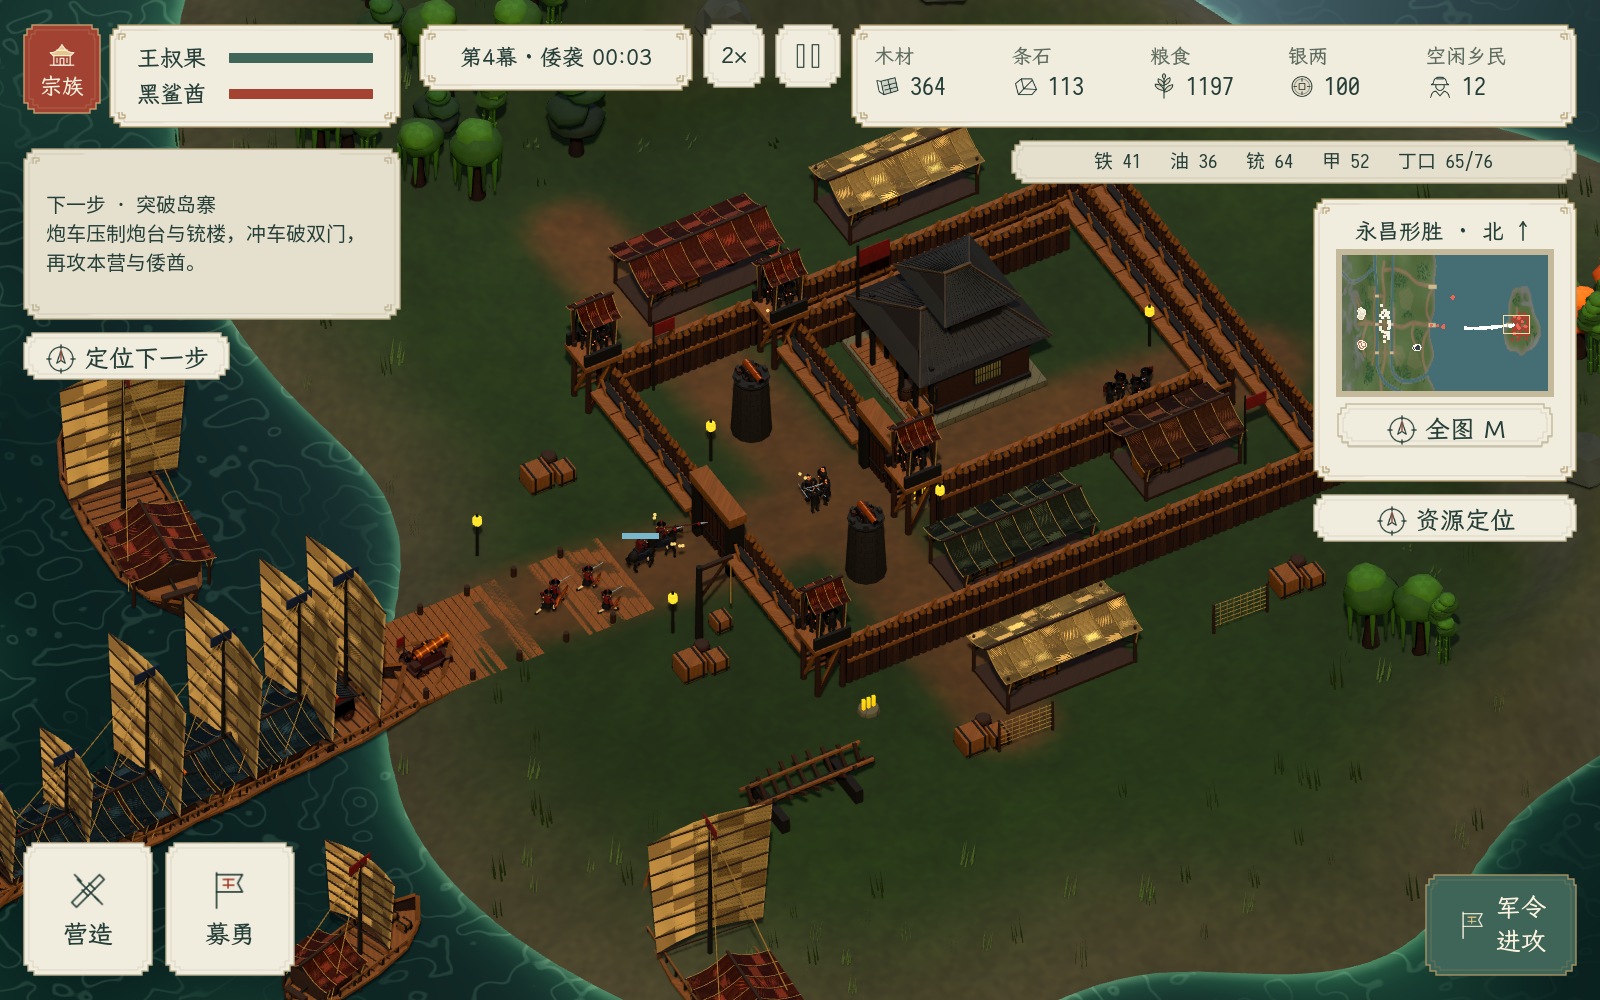 宗族
王叔果
黑鲨酋
第4幕·倭袭 00:03
2×
木材
364
条石
113
粮食
1197
银两
100
空闲乡民
12
铁 41 油 36 铳 64 甲 52 丁口 65/76
下一步 · 突破岛寨
炮车压制炮台与铳楼，冲车破双门，
再攻本营与倭酋。
定位下一步
永昌形胜 · 北 ↑
全图 M
资源定位
营造
募勇
军令
进攻